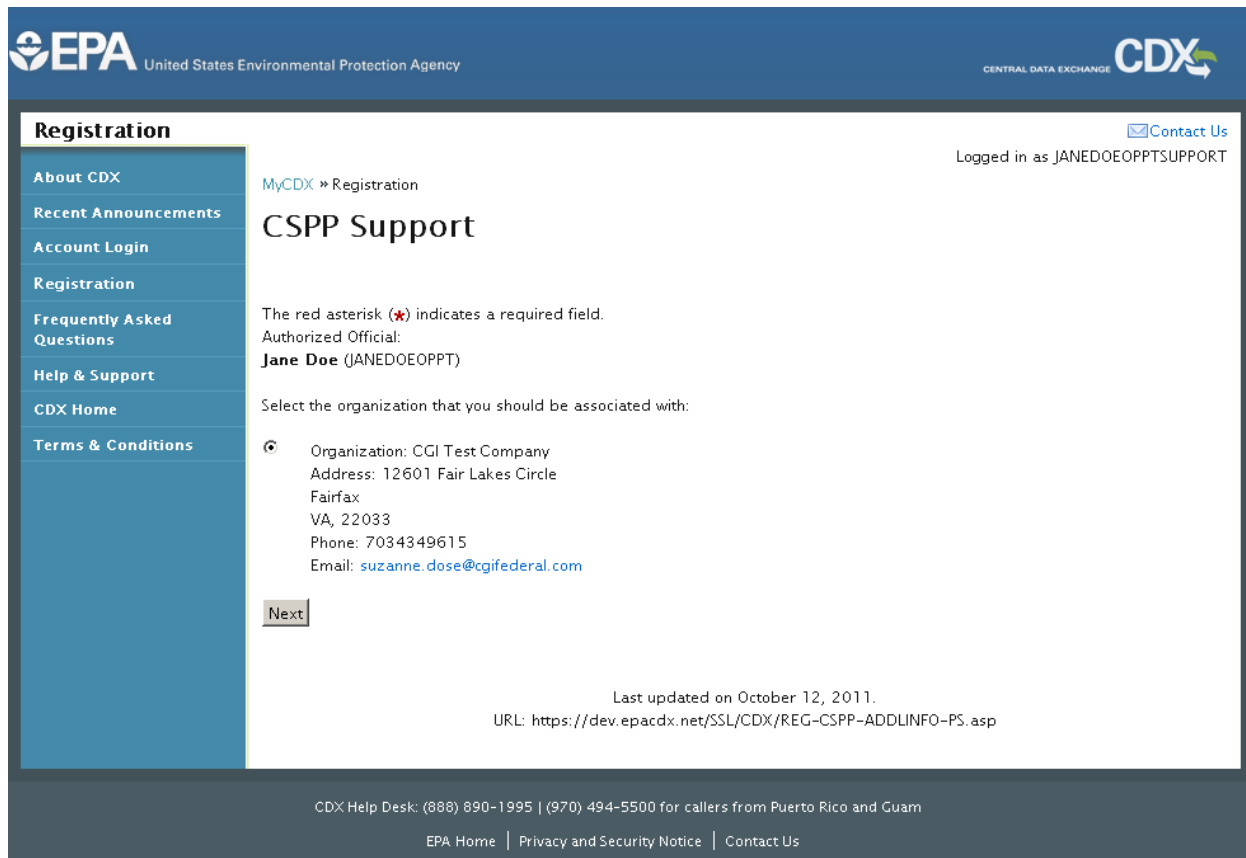 EPA United States Environmental Protection Agency
CENTRAL DATA EXCHANGE CDX
Registration
Contact Us
Logged in as JANEDOEOPPTSUPPORT
About CDX
Recent Announcements
Account Login
Registration
Frequently Asked
Questions
Help & Support
CDX Home
Terms & Conditions
MyCDX » Registration
CSPP Support
The red asterisk (*) indicates a required field.
Authorized Official:
Jane Doe (JANEDOEOPPT)
Select the organization that you should be associated with:
Organization: CGI Test Company
Address: 12601 Fair Lakes Circle
Fairfax
VA, 22033
Phone: 7034349615
Email: suzanne.dose@cgifederal.com
Next
Last updated on October 12, 2011.
URL: https://dev.epacdx.net/SSL/CDX/REG-CSPP-ADDLINFO-PS.asp
CDX Help Desk: (888) 890-1995 | (970) 494-5500 for callers from Puerto Rico and Guam
EPA Home | Privacy and Security Notice | Contact Us